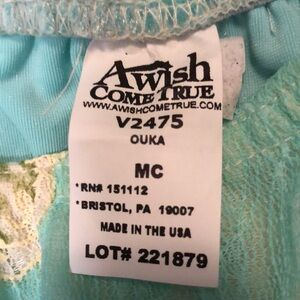 A Wish
COME TRUE
WWW.AWISHCOMETRUE.COM
V2475
OUKA
MC
*RN# 151112
*BRISTOL, PA 19007
MADE IN THE USA
LOT# 221879